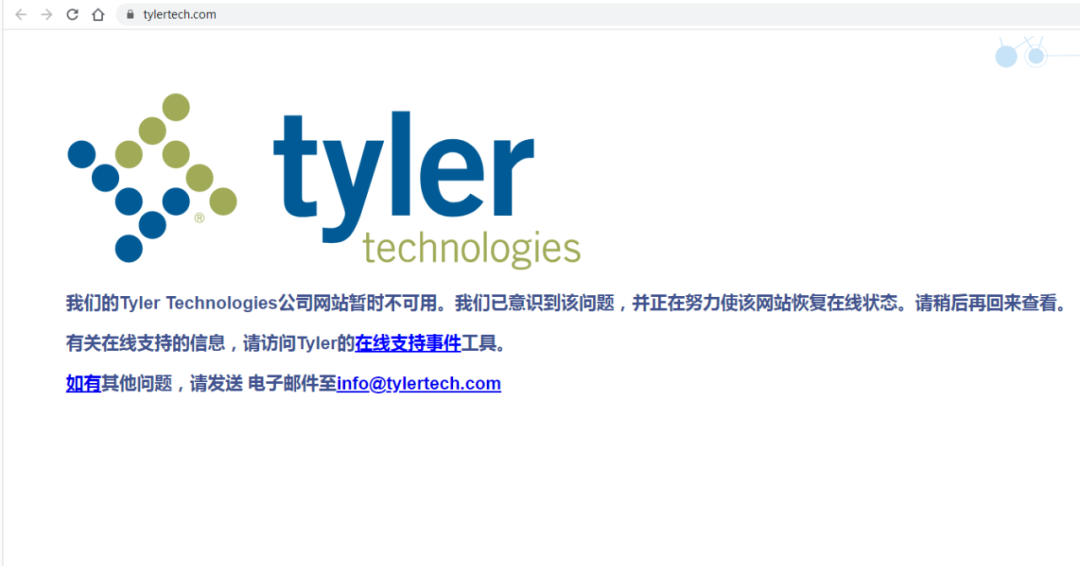 tylertech.com
tyler
technologies
®
我们的Tyler Technologies公司网站暂时不可用。我们已意识到该问题，并正在努力使该网站恢复在线状态。请稍后再回来查看。
有关在线支持的信息，请访问Tyler的在线支持事件工具。
如有其他问题，请发送 电子邮件至info@tylertech.com